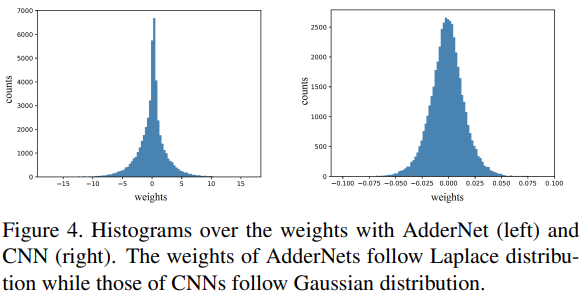 7000
6000
5000
4000
3000
2000
1000
0
counts
−15 −10 −5 0 5 10 15
weights
2500
2000
1500
1000
500
0
counts
−0.100 −0.075 −0.050 −0.025 0.000 0.025 0.050 0.075 0.100
weights
Figure 4. Histograms over the weights with AdderNet (left) and
CNN (right). The weights of AdderNets follow Laplace distribu-
tion while those of CNNs follow Gaussian distribution.